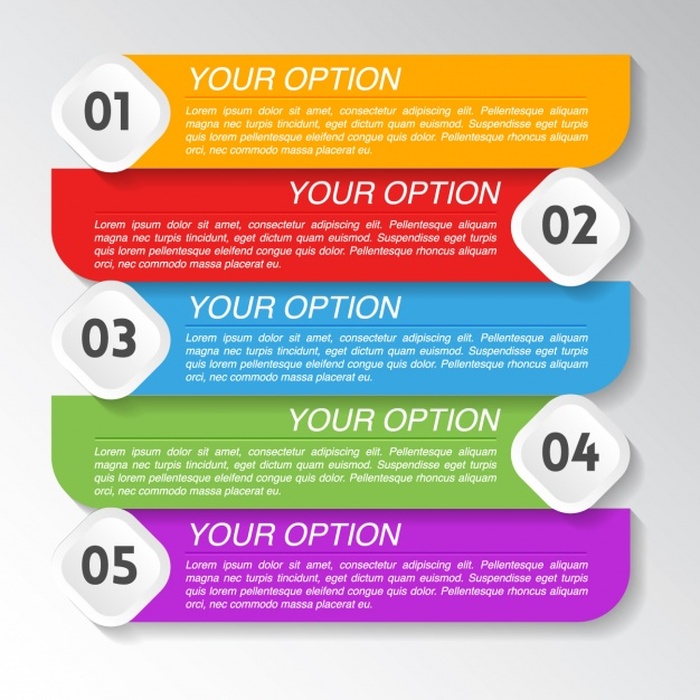 01
YOUR OPTION
Lorem ipsum dolor sit amet, consectetur adipiscing elit. Pellentesque aliquam
magna nec turpis tincidunt, eget dictum quam euismod. Suspendisse eget turpis
quis lorem pellentesque eleifend congue quis dolor. Pellentesque rhoncus aliquam
orci, nec commodo massa placerat eu.
YOUR OPTION
02
Lorem ipsum dolor sit amet, consectetur adipiscing elit. Pellentesque aliquam
magna nec turpis tincidunt, eget dictum quam euismod. Suspendisse eget turpis
quis lorem pellentesque eleifend congue quis dolor. Pellentesque rhoncus aliquam
orci, nec commodo massa placerat eu.
03
YOUR OPTION
Lorem ipsum dolor sit amet, consectetur adipiscing elit. Pellentesque aliquam
magna nec turpis tincidunt, eget dictum quam euismod. Suspendisse eget turpis
quis lorem pellentesque eleifend congue quis dolor. Pellentesque rhoncus aliquam
orci, nec commodo massa placerat eu.
YOUR OPTION
04
Lorem ipsum dolor sit amet, consectetur adipiscing elit. Pellentesque aliquam
magna nec turpis tincidunt, eget dictum quam euismod. Suspendisse eget turpis
quis lorem pellentesque eleifend congue quis dolor. Pellentesque rhoncus aliquam
orci, nec commodo massa placerat eu.
05
YOUR OPTION
Lorem ipsum dolor sit amet, consectetur adipiscing elit. Pellentesque aliquam
magna nec turpis tincidunt, eget dictum quam euismod. Suspendisse eget turpis
quis lorem pellentesque eleifend congue quis dolor. Pellentesque rhoncus aliquam
orci, nec commodo massa placerat eu.